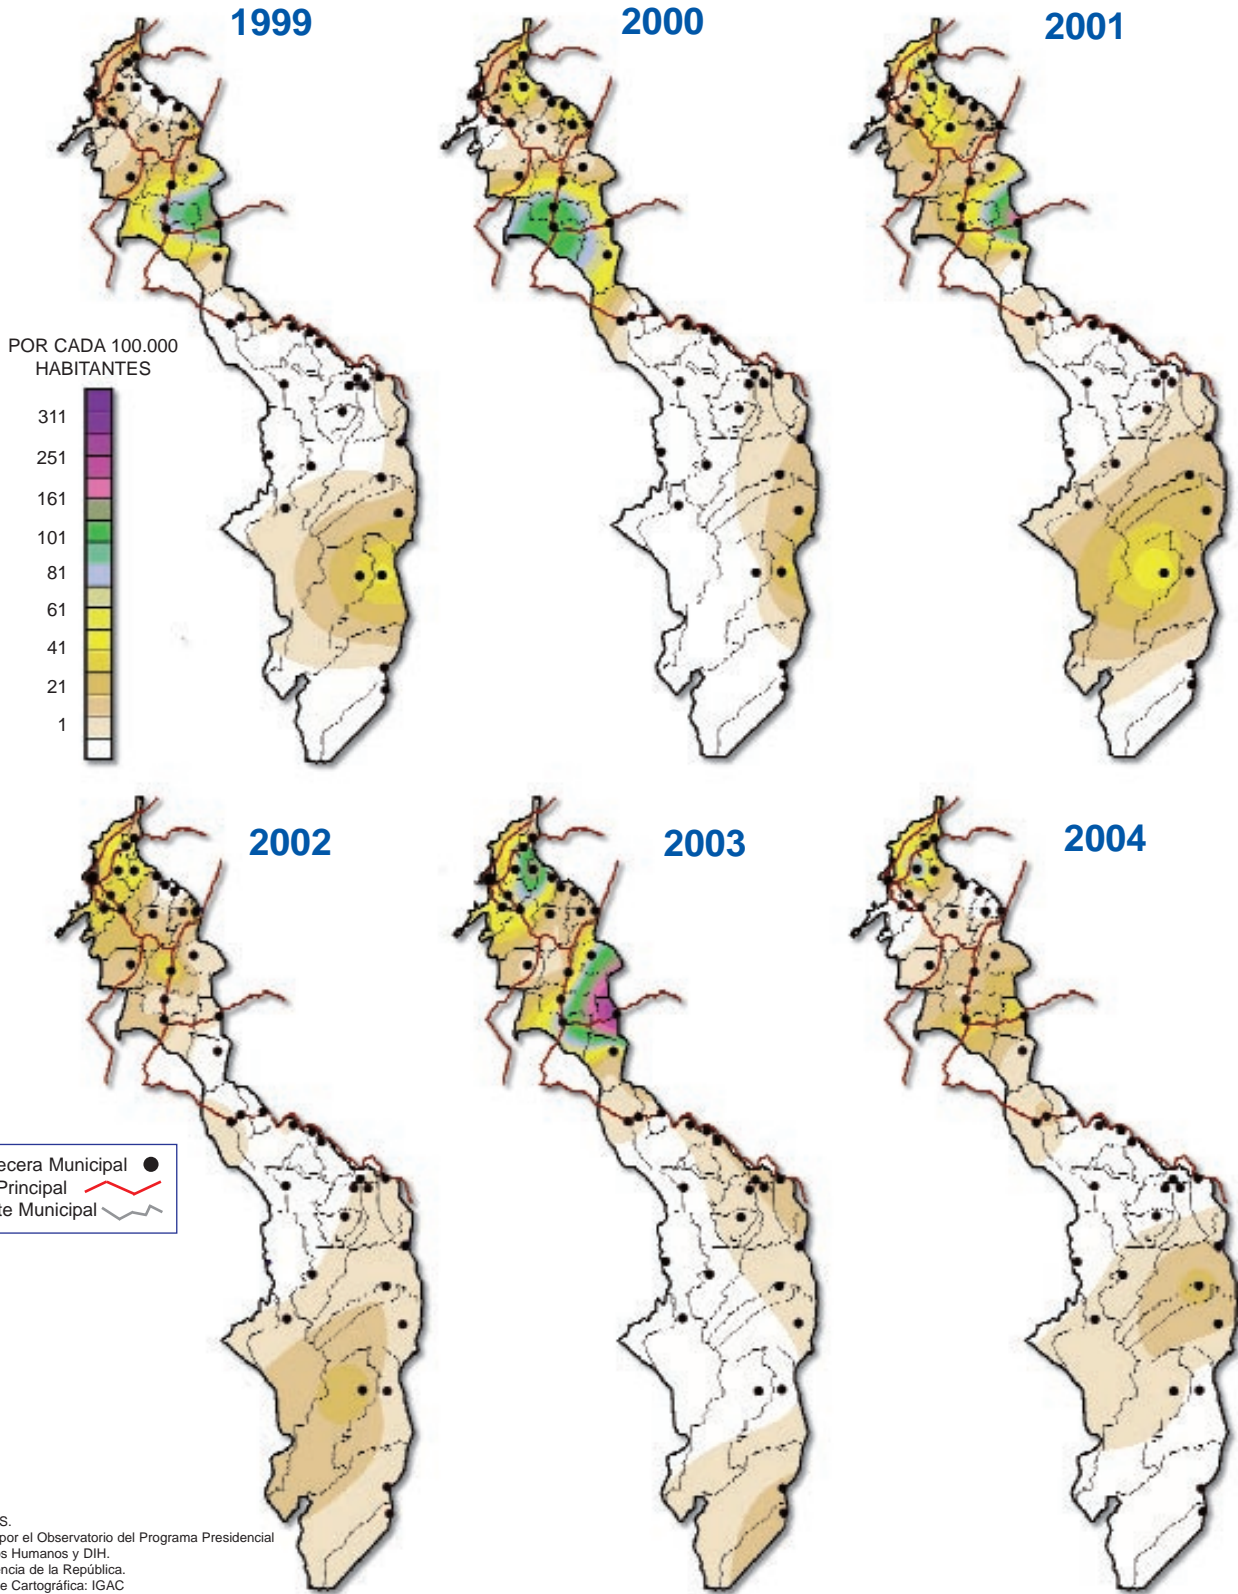 1999
2000
2001
POR CADA 100.000
HABITANTES
311
251
161
101
81
61
41
21
1
2002
2003
2004
ecera Municipal
Principal
te Municipal
S.
por el Observatorio del Programa Presidencial
os Humanos y DIH.
encia de la República.
e Cartográfica: IGAC